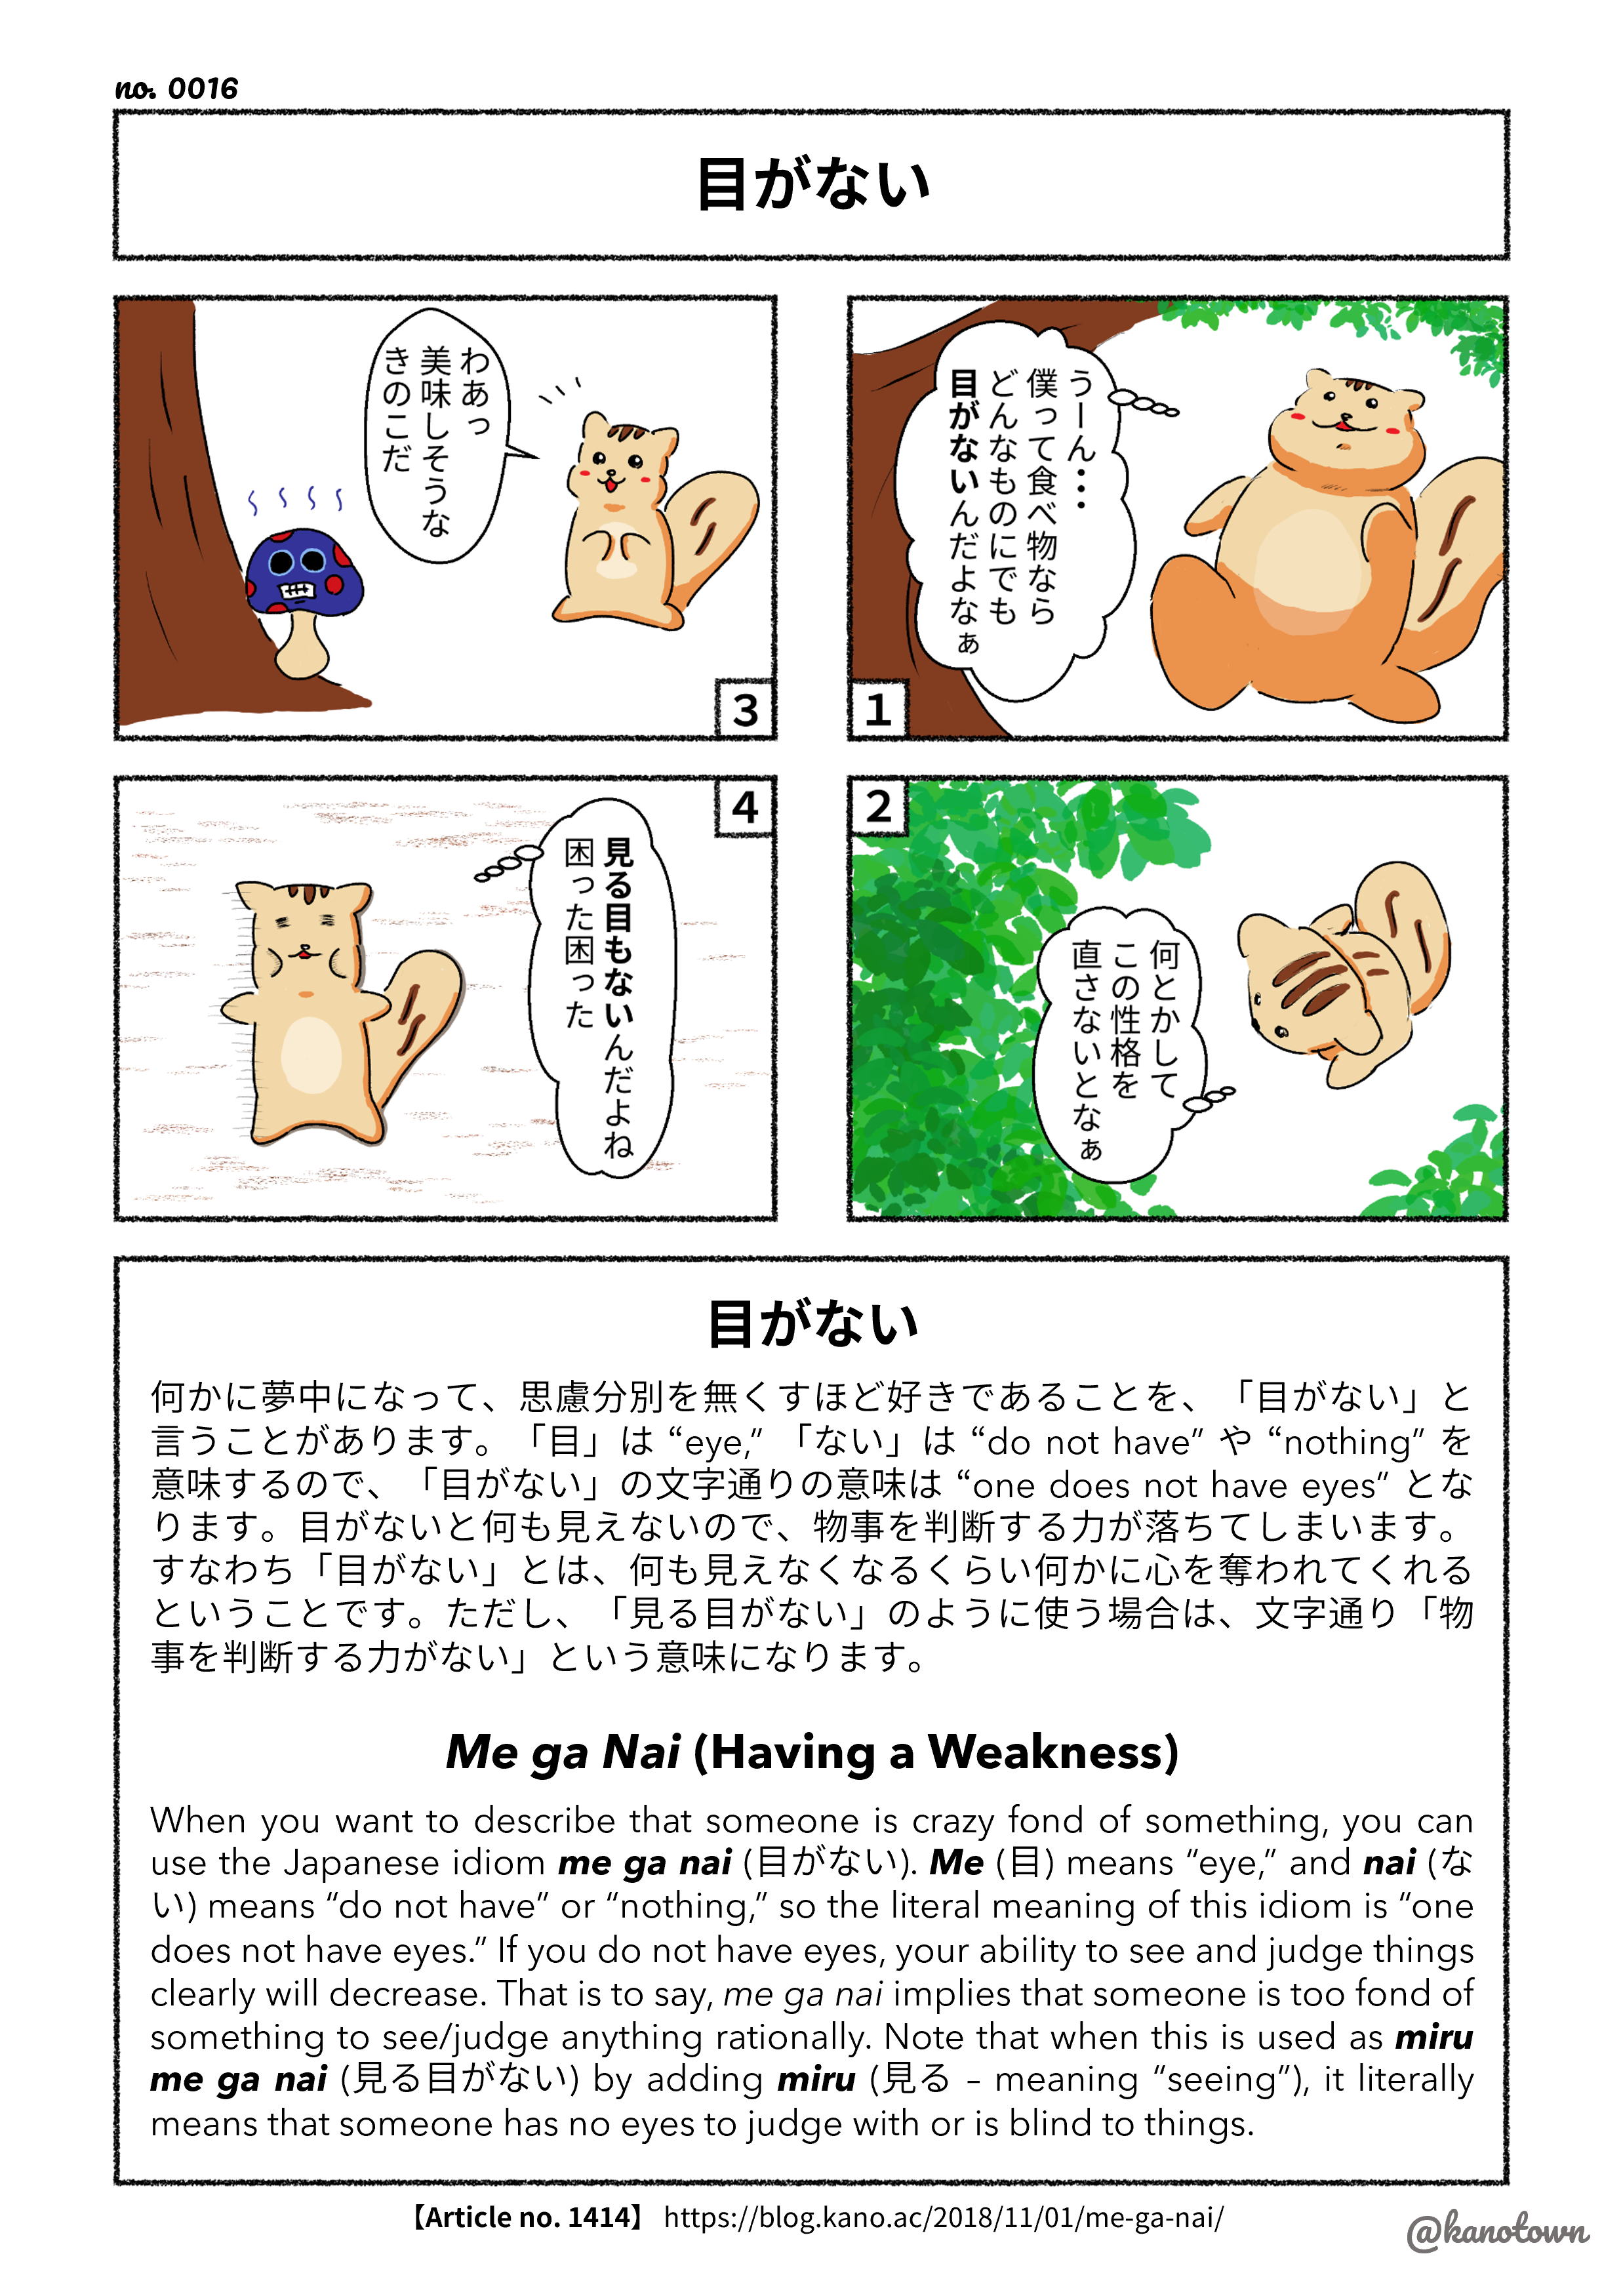 no. 0016
目がない
うーん…
僕って食べ物なら
どんなものにでも
目がないんだよなぁ
1
何とかして
この性格を
直さないとなぁ
2
わあっ
美味しそうな
きのこだ
3
見る目もないんだよね
困った困った
4
目がない
何かに夢中になって、思慮分別を無くすほど好きであることを、「目がない」と
言うことがあります。「目」は “eye,” 「ない」は “do not have” や “nothing” を
意味するので、「目がない」の文字通りの意味は “one does not have eyes” とな
ります。目がないと何も見えないので、物事を判断する力が落ちてしまいます。
すなわち「目がない」とは、何も見えなくなるくらい何かに心を奪われてくれる
ということです。ただし、「見る目がない」のように使う場合は、文字通り「物
事を判断する力がない」という意味になります。
Me ga Nai (Having a Weakness)
When you want to describe that someone is crazy fond of something, you can
use the Japanese idiom me ga nai (目がない). Me (目) means “eye,” and nai (な
い) means “do not have” or “nothing,” so the literal meaning of this idiom is “one
does not have eyes.” If you do not have eyes, your ability to see and judge things
clearly will decrease. That is to say, me ga nai implies that someone is too fond of
something to see/judge anything rationally. Note that when this is used as miru
me ga nai (見る目がない) by adding miru (見る – meaning “seeing”), it literally
means that someone has no eyes to judge with or is blind to things.
【Article no. 1414】 https://blog.kano.ac/2018/11/01/me-ga-nai/
@kanotown